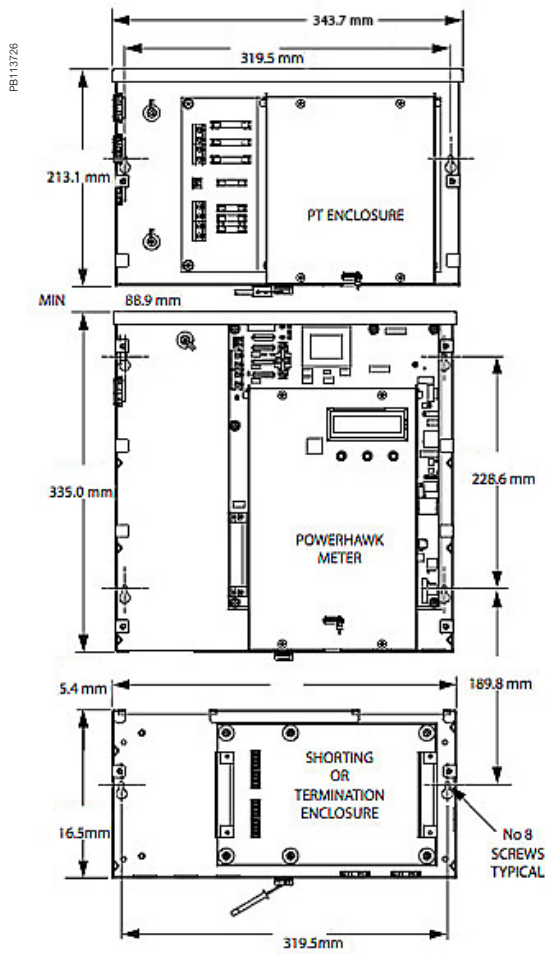 PB113726
343.7 mm
319.5 mm
213.1 mm
PT ENCLOSURE
MIN 88.9 mm
335.0 mm
228.6 mm
POWERHAWK
METER
5.4 mm
189.8 mm
SHORTING
OR
TERMINATION
ENCLOSURE
16.5mm
No 8
SCREWS
TYPICAL
319.5mm